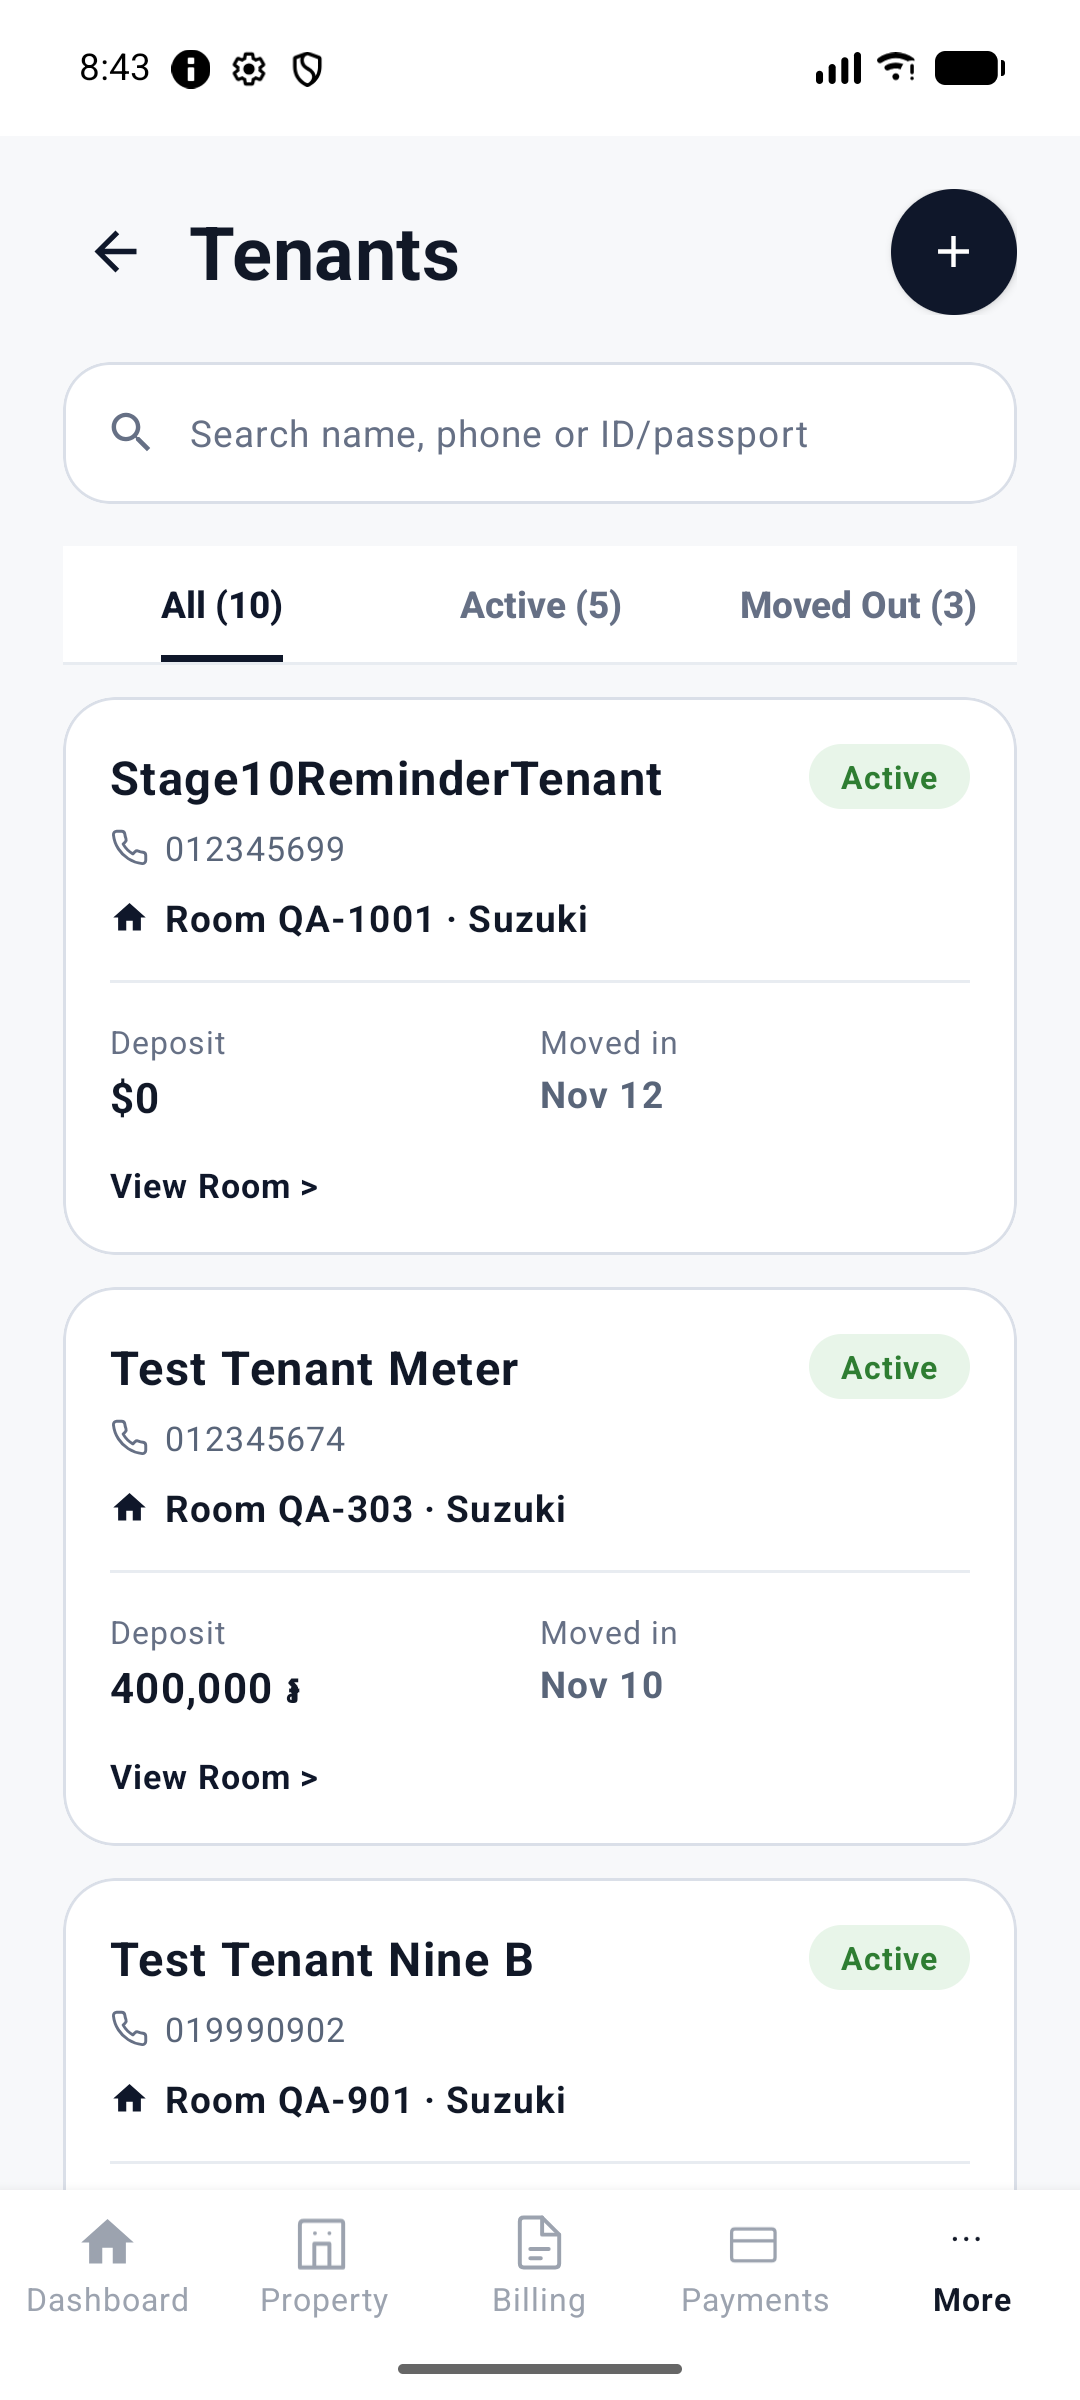 8:43
Tenants
Search name, phone or ID/passport
All (10)
Active (5)
Moved Out (3)
Stage10ReminderTenant
Active
012345699
Room QA-1001 · Suzuki
Deposit
Moved in
$0
Nov 12
View Room >
Test Tenant Meter
Active
012345674
Room QA-303 · Suzuki
Deposit
Moved in
400,000 ៛
Nov 10
View Room >
Test Tenant Nine B
Active
019990902
Room QA-901 · Suzuki
Dashboard
Property
Billing
Payments
More